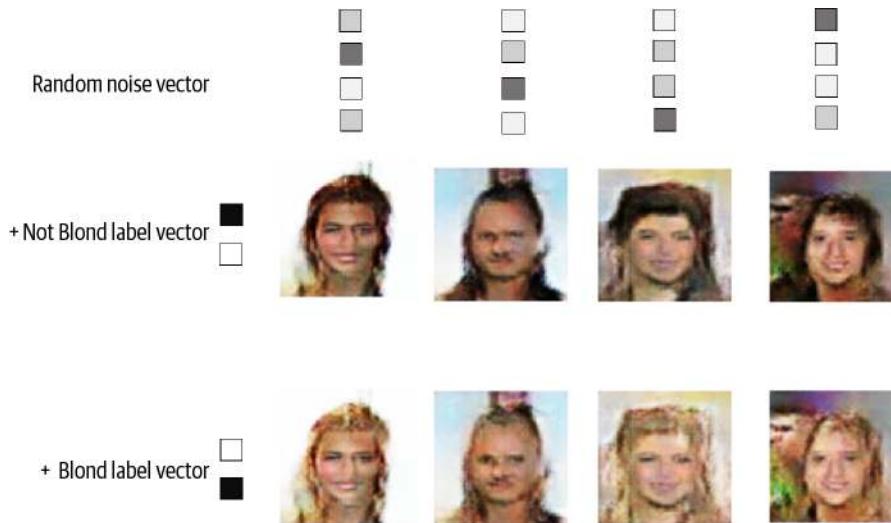 Random noise vector
+ Not Blond label vector
+ Blond label vector